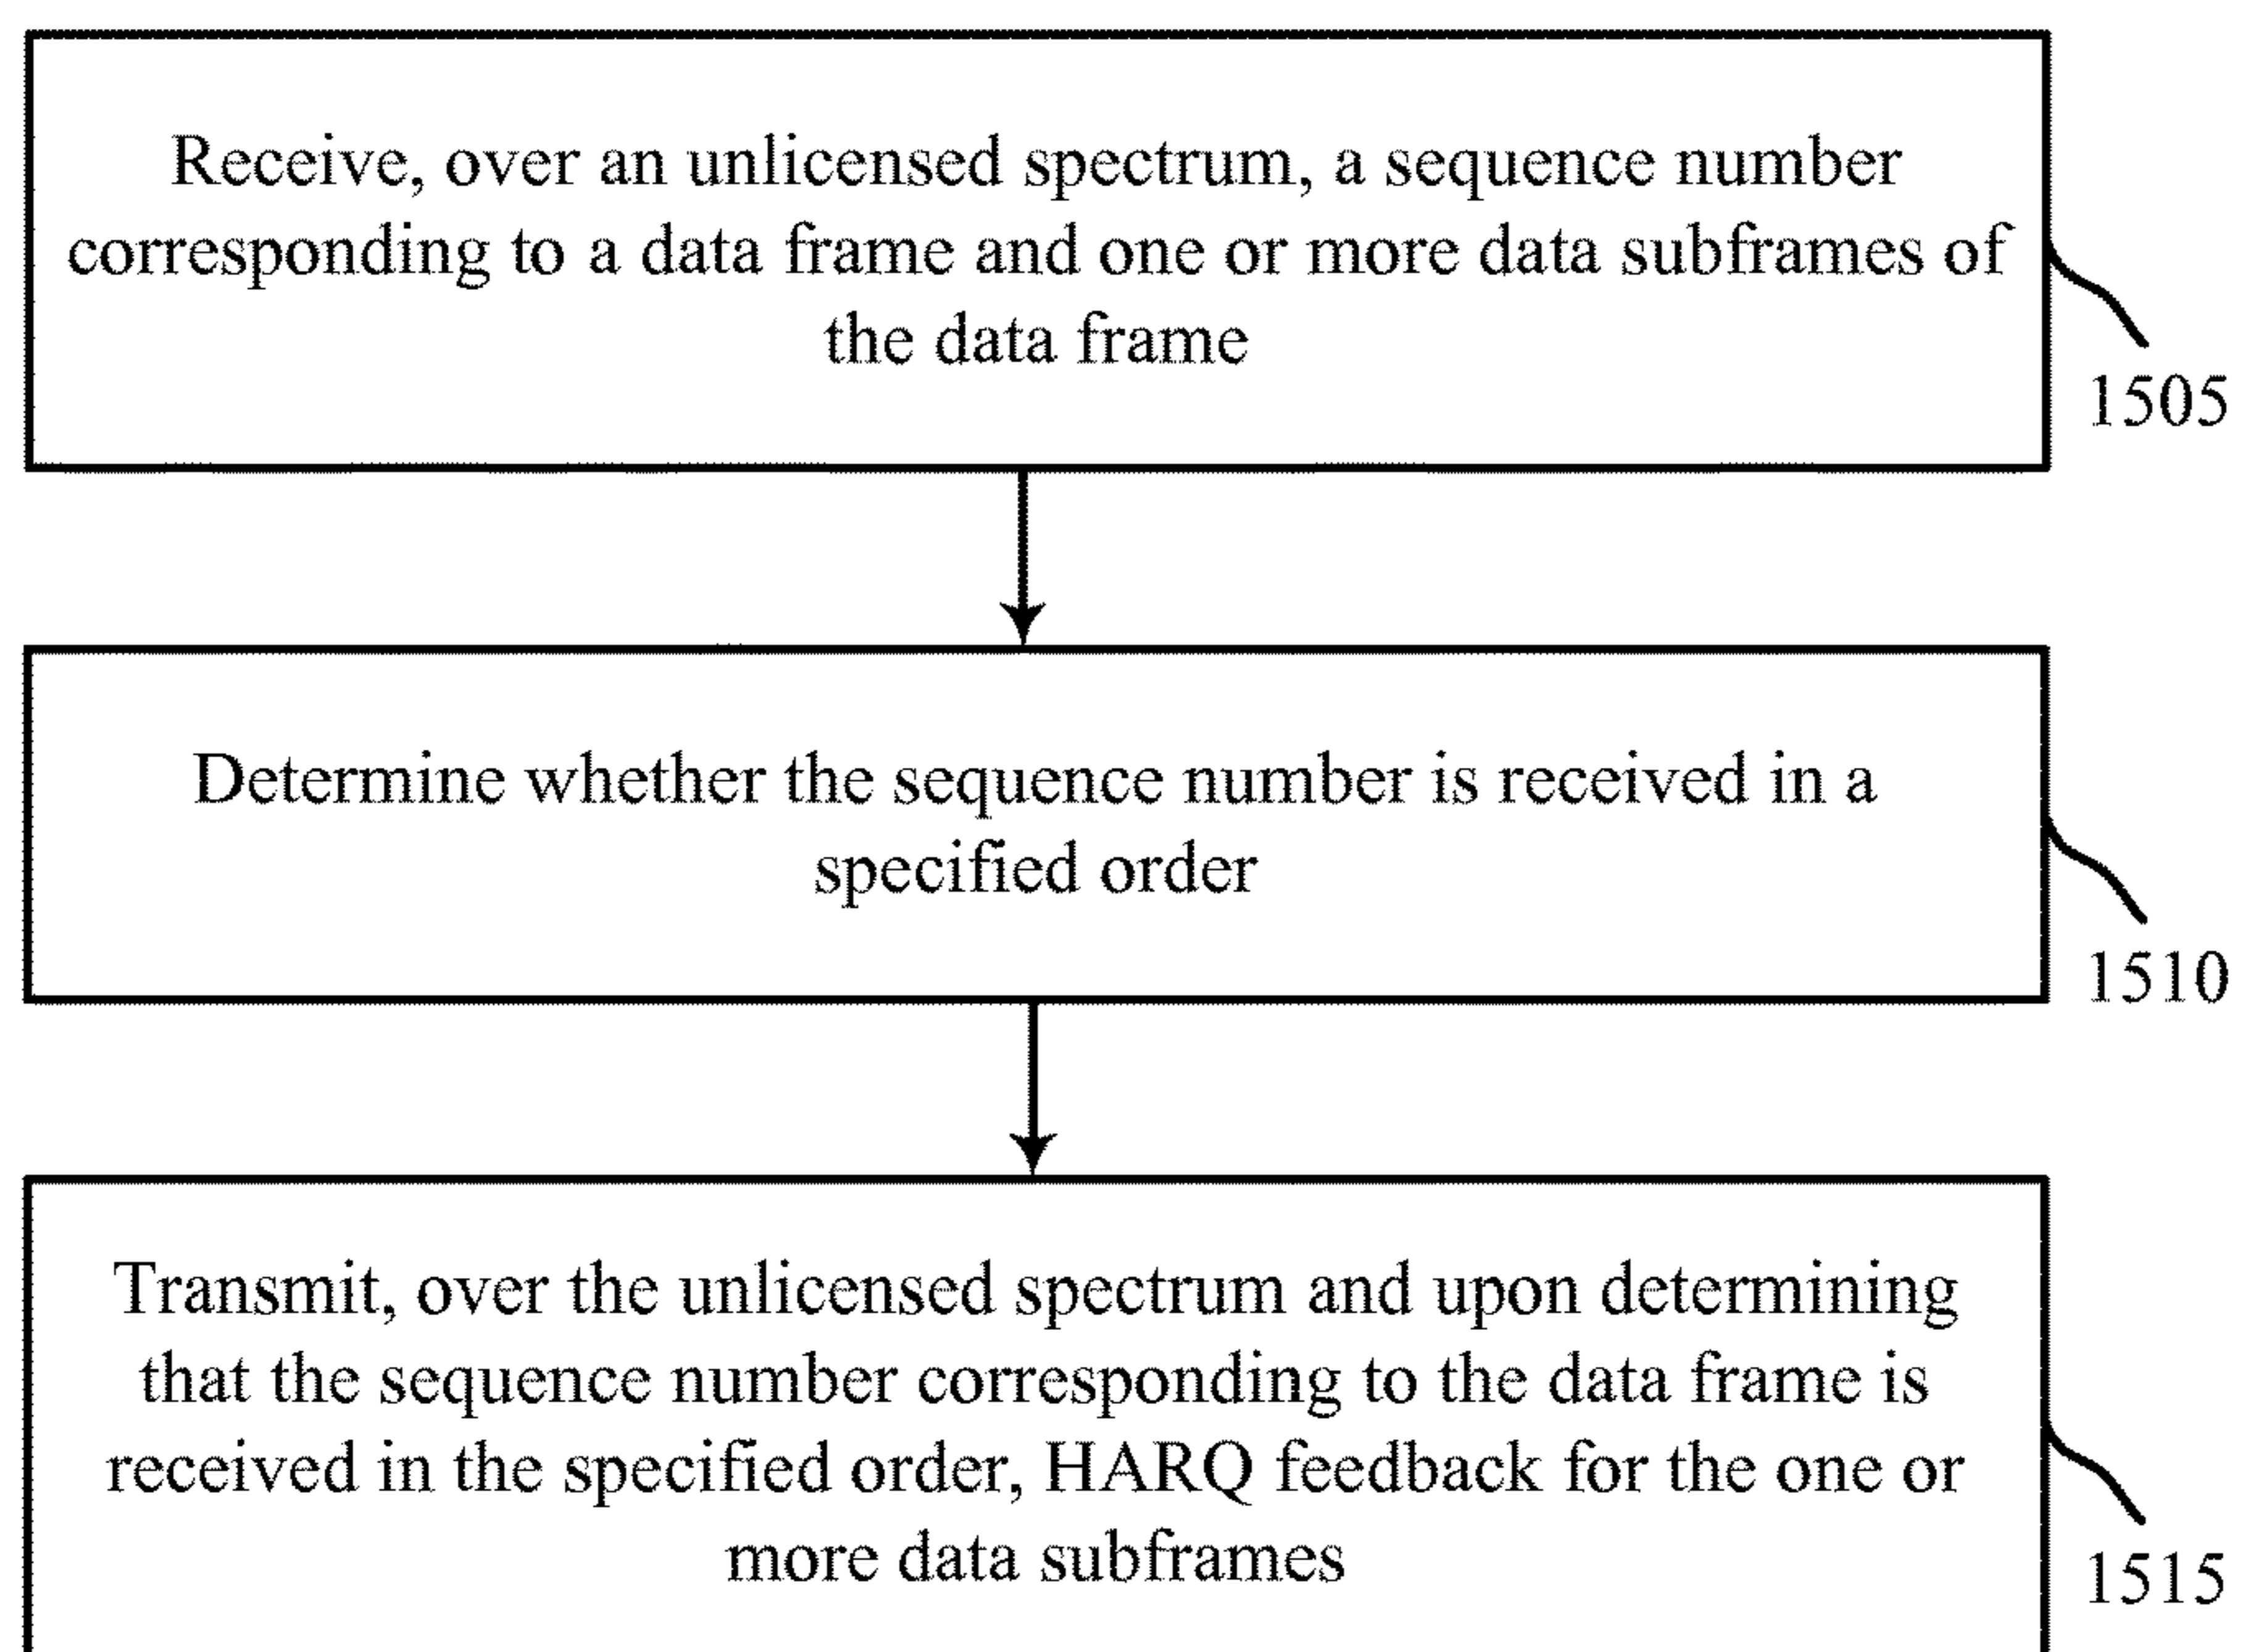 Receive, over an unlicensed spectrum, a sequence number
corresponding to a data frame and one or more data subframes of
the data frame
1505
Determine whether the sequence number is received in a
specified order
1510
Transmit, over the unlicensed spectrum and upon determining
that the sequence number corresponding to the data frame is
received in the specified order, HARQ feedback for the one or
more data subframes
1515